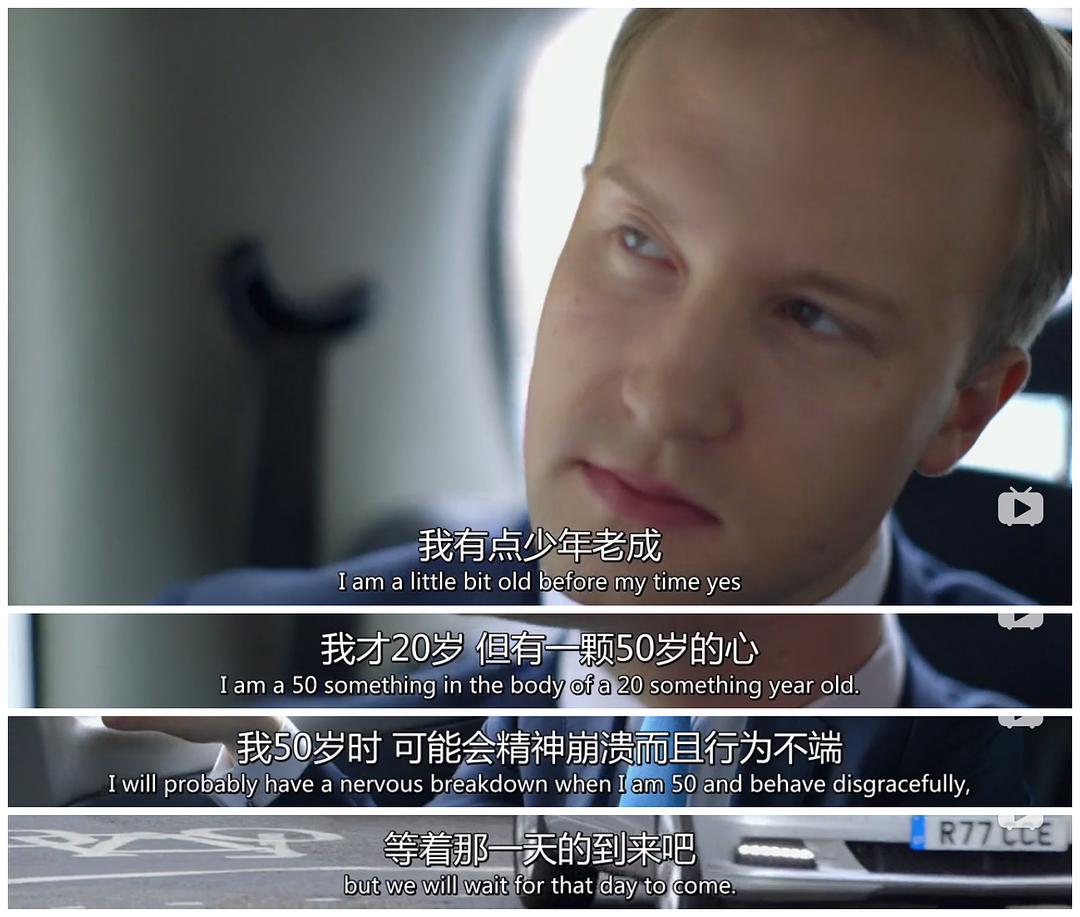 我有点少年老成
I am a little bit old before my time yes
我才20岁 但有一颗50岁的心
I am a 50 something in the body of a 20 something year old.
我50岁时 可能会精神崩溃而且行为不端
I will probably have a nervous breakdown when I am 50 and behave disgracefully,
等着那一天的到来吧
R77 CCE
but we will wait for that day to come.